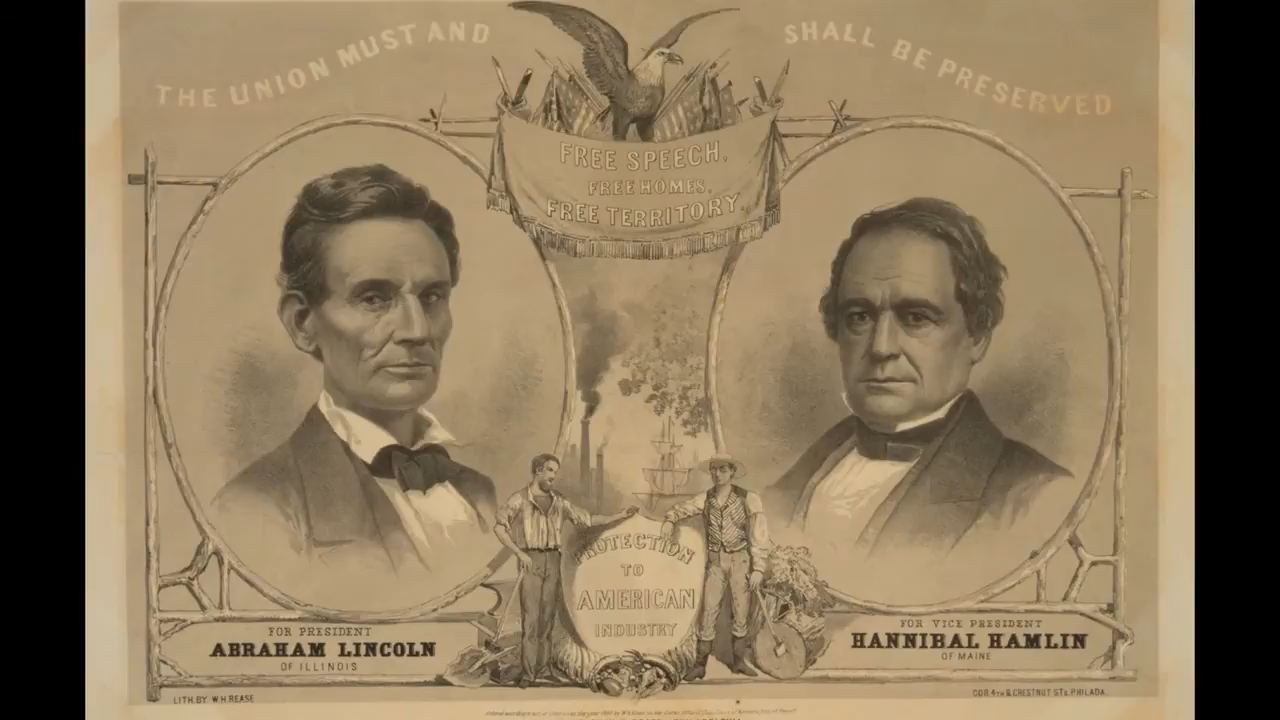 THE UNION MUST AND SHALL BE PRESERVED
FREE SPEECH,
FREE HOMES,
FREE TERRITORY.
PROTECTION
TO
AMERICAN
INDUSTRY
FOR PRESIDENT
ABRAHAM LINCOLN
OF ILLINOIS
FOR VICE PRESIDENT
HANNIBAL HAMLIN
OF MAINE
LITH. BY W. H. REASE
COR. 4TH & CHESTNUT STS. PHILADA.